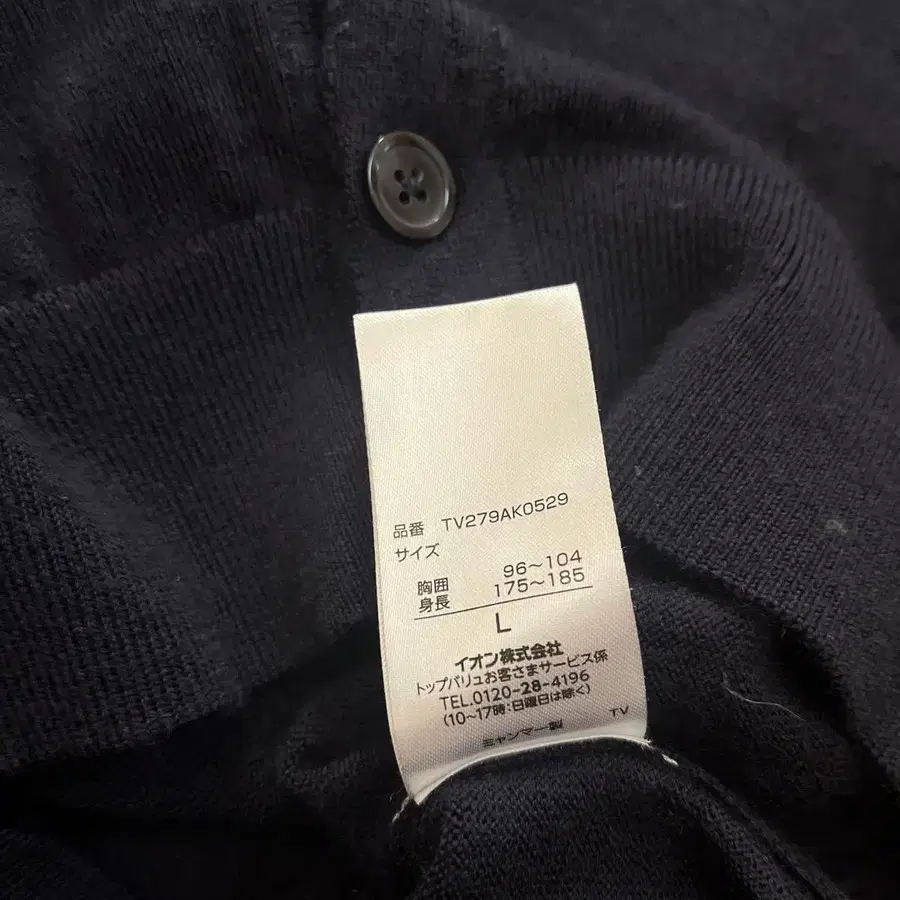 品番 TV279AK0529
サイズ
胸囲 96～104
身長 175～185
L
イオン株式会社
トップバリュお客さまサービス係
TEL.0120-28-4196
(10～17時:日曜日は除く)
ミャンマー製 TV